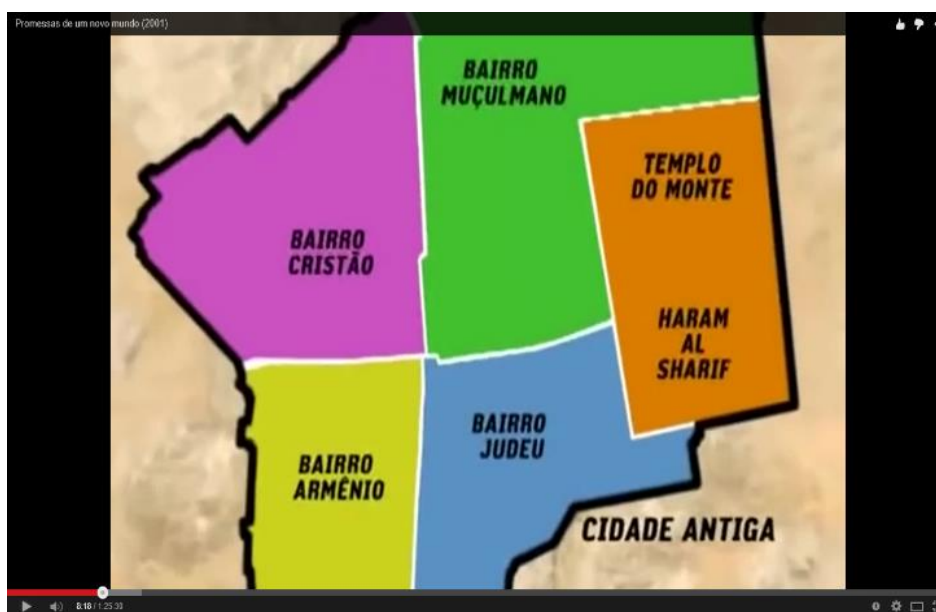 Promessas de um novo mundo (2001)
BAIRRO
MUÇULMANO
TEMPLO
DO MONTE
BAIRRO
CRISTÃO
HARAM
AL
SHARIF
BAIRRO
JUDEU
BAIRRO
ARMÊNIO
CIDADE ANTIGA
8:18 / 1:25:30